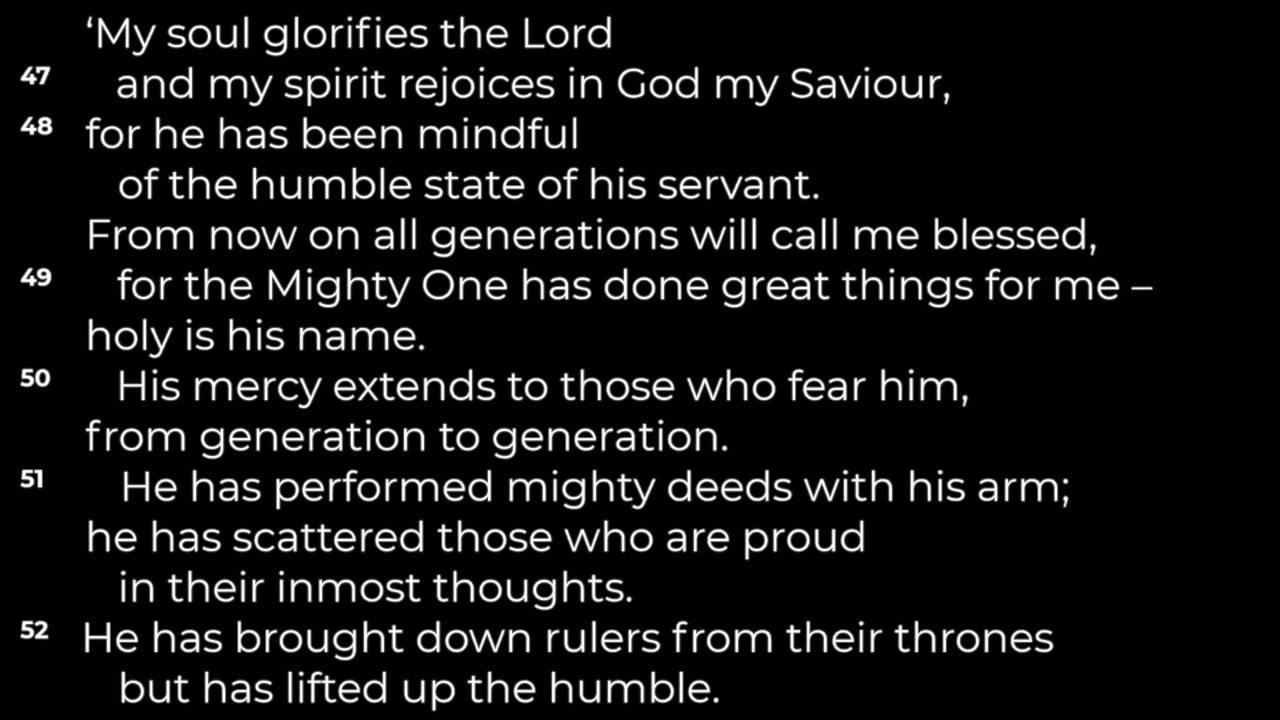 ‘My soul glorifies the Lord
47 and my spirit rejoices in God my Saviour,
48 for he has been mindful
of the humble state of his servant.
From now on all generations will call me blessed,
49 for the Mighty One has done great things for me –
holy is his name.
50 His mercy extends to those who fear him,
from generation to generation.
51 He has performed mighty deeds with his arm;
he has scattered those who are proud
in their inmost thoughts.
52 He has brought down rulers from their thrones
but has lifted up the humble.